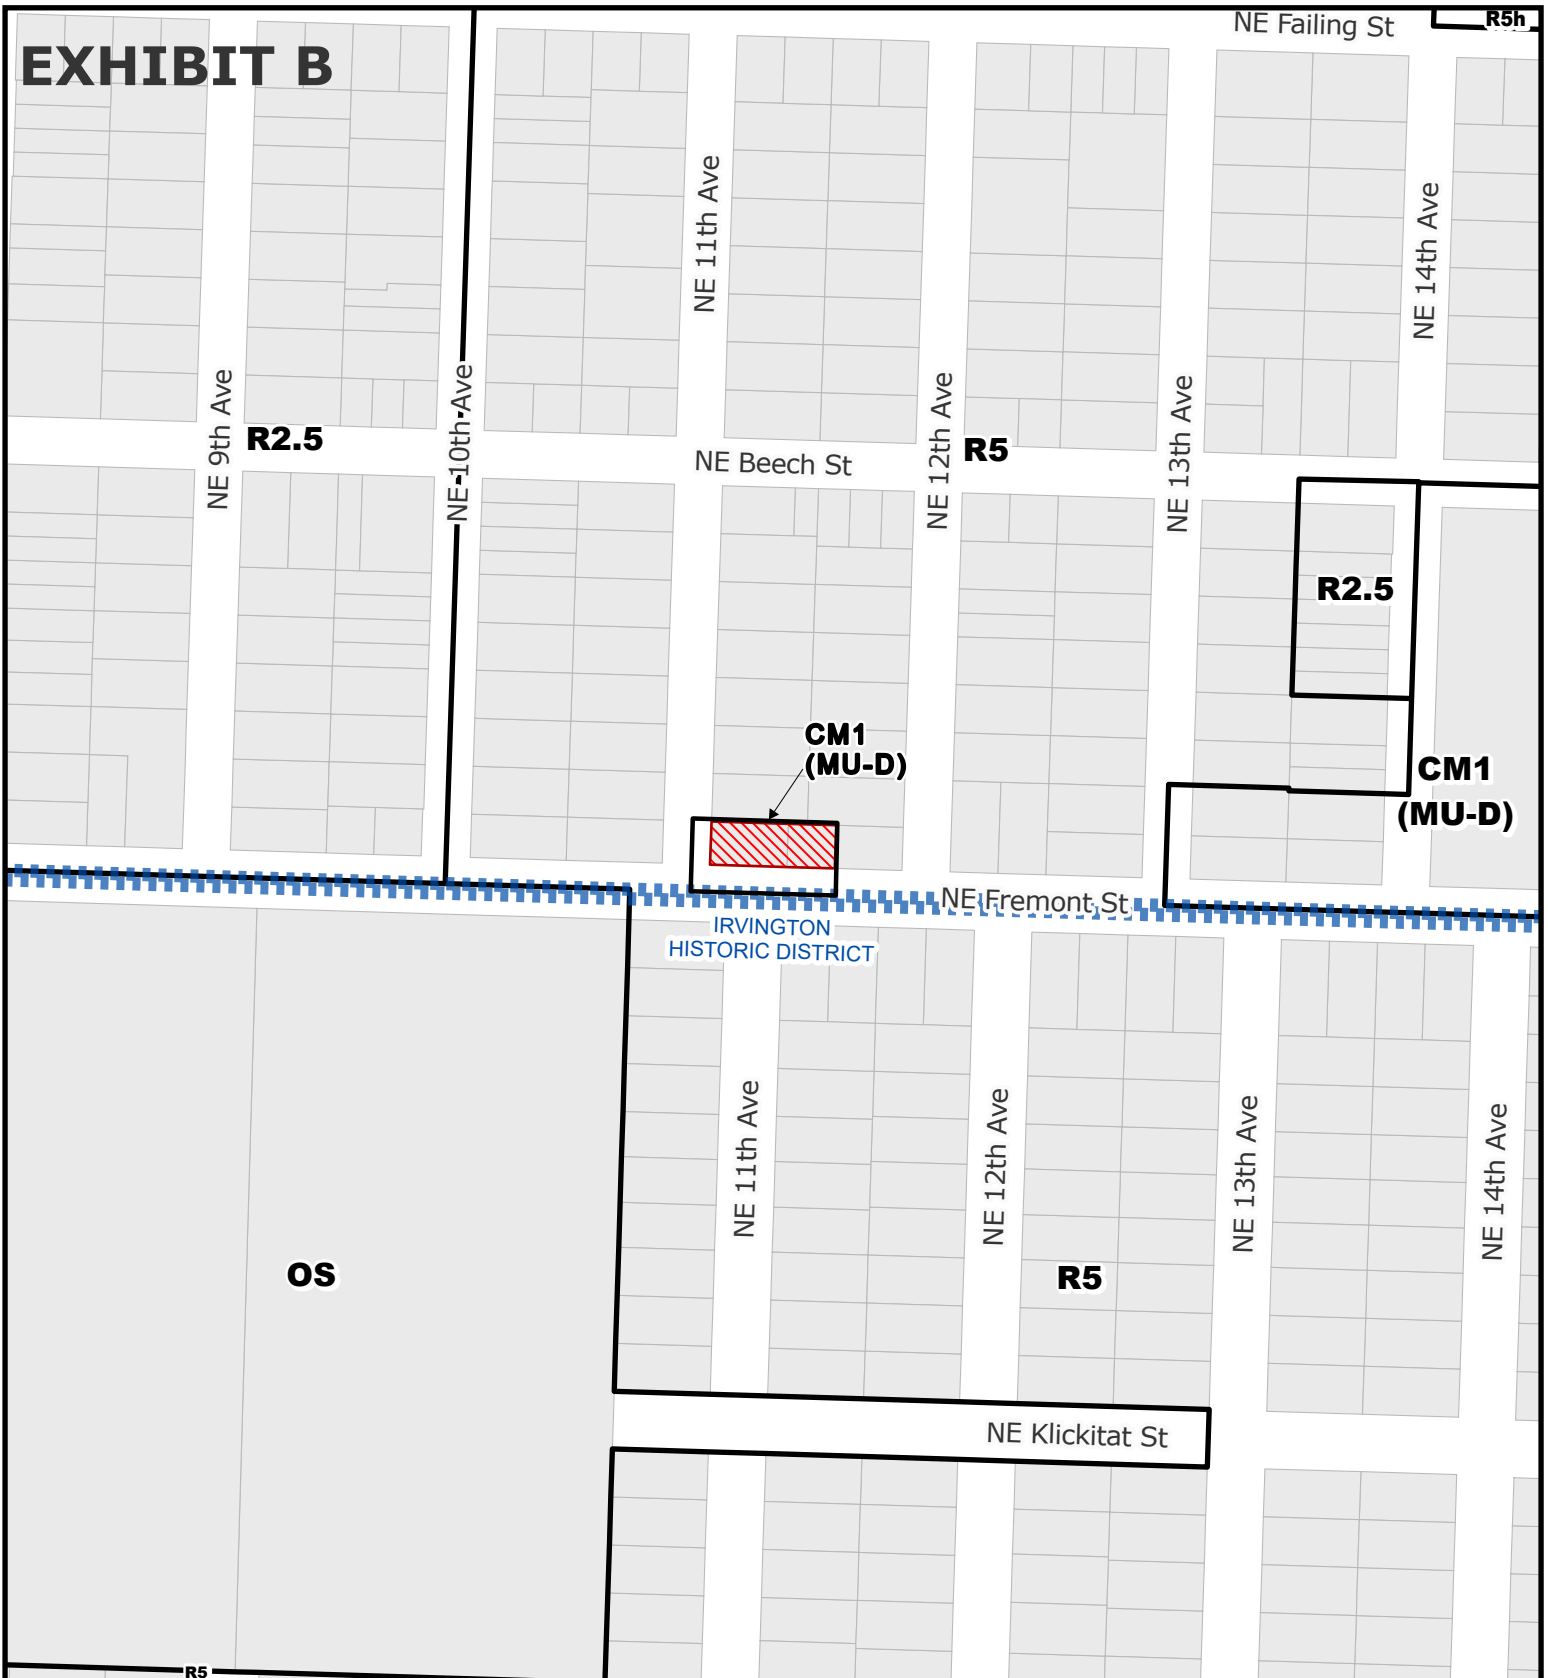 NE Failing St
R5h
EXHIBIT B
NE 11th Ave
NE 14th Ave
NE 9th Ave
NE 10th Ave
NE 12th Ave
NE 13th Ave
R2.5
R5
NE Beech St
R2.5
CM1
(MU-D)
CM1
(MU-D)
NE Fremont St
IRVINGTON
HISTORIC DISTRICT
NE 11th Ave
NE 12th Ave
NE 13th Ave
NE 14th Ave
OS
R5
NE Klickitat St
R5